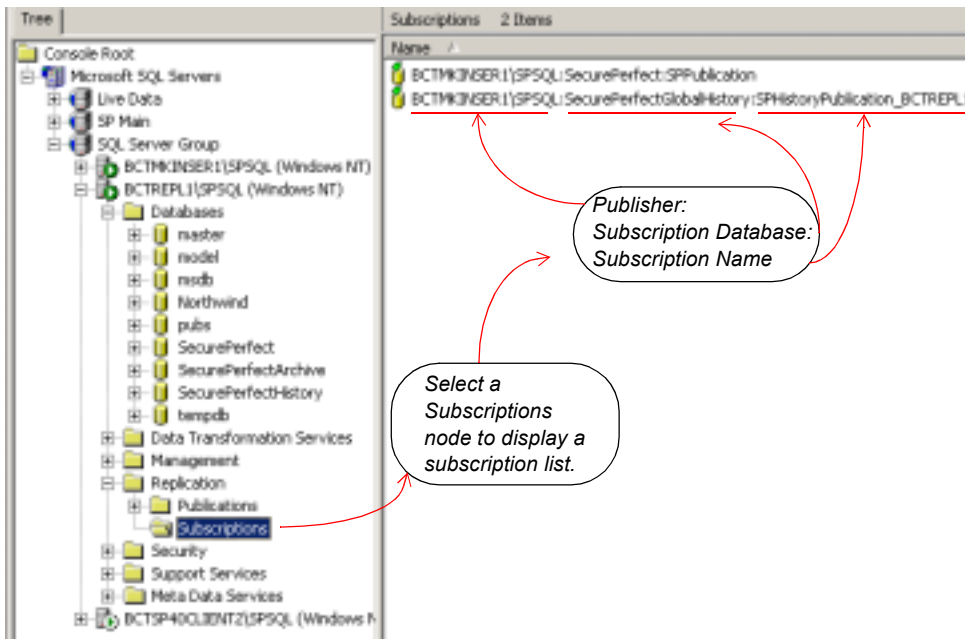 Tree
Console Root
Microsoft SQL Servers
Live Data
SP Main
SQL Server Group
BCTMKINSER1\SPSQL (Windows NT)
BCTREPL1\SPSQL (Windows NT)
Databases
master
model
msdb
Northwind
pubs
SecurePerfect
SecurePerfectArchive
SecurePerfectHistory
tempdb
Data Transformation Services
Management
Replication
Publications
Subscriptions
Security
Support Services
Meta Data Services
BCTSP40CLIENT2\SPSQL (Windows N
Subscriptions 2 Items
Name
BCTMKINSER1\SPSQL:SecurePerfect:SPPublication
BCTMKINSER1\SPSQL:SecurePerfectGlobalHistory:SPHistoryPublication_BCTREPL1
Publisher:
Subscription Database:
Subscription Name
Select a
Subscriptions
node to display a
subscription list.